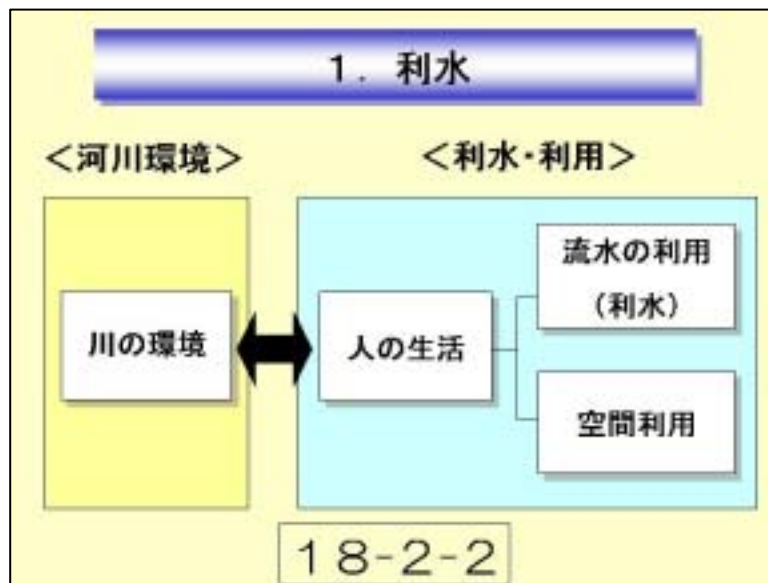 １．利水
＜河川環境＞
＜利水・利用＞
川の環境
人の生活
流水の利用
（利水）
空間利用
１８-２-２